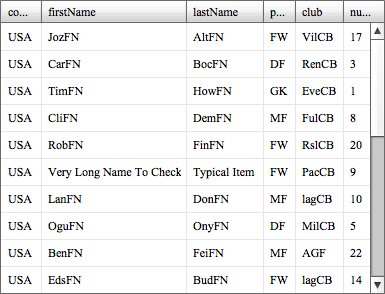 co... firstName lastName p... club nu...
USA JozFN AltFN FW VilCB 17
USA CarFN BocFN DF RenCB 3
USA TimFN HowFN GK EveCB 1
USA CliFN DemFN MF FulCB 8
USA RobFN FinFN FW RslCB 20
USA Very Long Name To Check Typical Item FW PacCB 9
USA LanFN DonFN MF lagCB 10
USA OguFN OnyFN DF MilCB 5
USA BenFN FeiFN MF AGF 22
USA EdsFN BudFN FW lagCB 14